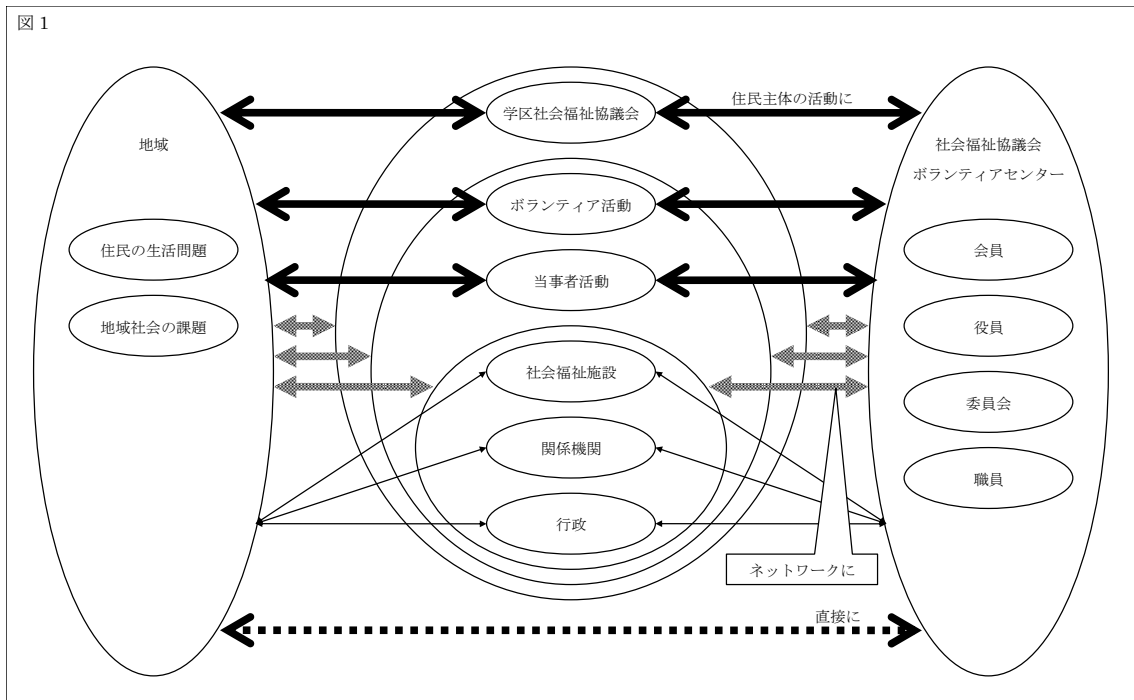 図 1
学区社会福祉協議会
住民主体の活動に
地域
社会福祉協議会
ボランティアセンター
ボランティア活動
住民の生活問題
当事者活動
会員
地域社会の課題
役員
社会福祉施設
委員会
関係機関
職員
行政
ネットワークに
直接に